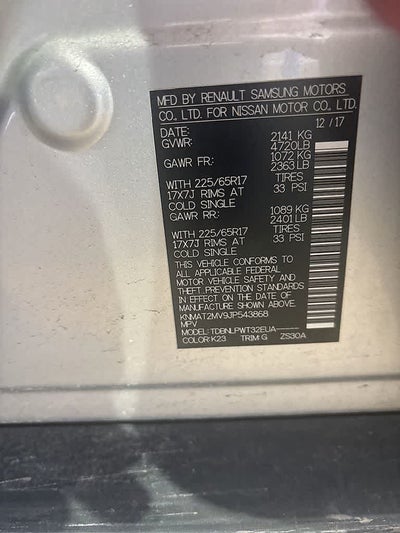 MFD BY RENAULT SAMSUNG MOTORS
CO., LTD. FOR NISSAN MOTOR CO., LTD.
DATE: 12/17
GVWR: 2141 KG
4720LB
GAWR FR: 1072 KG
2363LB
WITH 225/65R17 TIRES
17X7J RIMS AT 33 PSI
COLD SINGLE
GAWR RR: 1089 KG
2401LB
WITH 225/65R17 TIRES
17X7J RIMS AT 33 PSI
COLD SINGLE
THIS VEHICLE CONFORMS TO
ALL APPLICABLE FEDERAL
MOTOR VEHICLE SAFETY AND
THEFT PREVENTION STANDARDS
IN EFFECT ON THE DATE OF
MANUFACTURE SHOWN ABOVE.
KNMAT2MV9JP543868
MPV
MODEL: TDBNLPWT32EUA-----
COLOR:K23 TRIM:G ZS30A